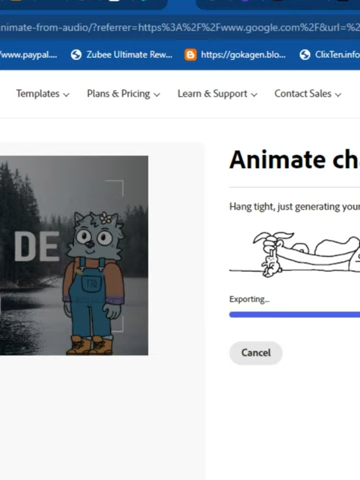 nimate-from-audio/?referrer=https%3A%2F%2Fwww.google.com%2F&url=%2
/www.paypal.... Zubee Ultimate Rew... https://gokagen.blo... ClixTen.info
Templates Plans & Pricing Learn & Support Contact Sales
Animate ch
Hang tight, just generating your
DE
Exporting...
Cancel